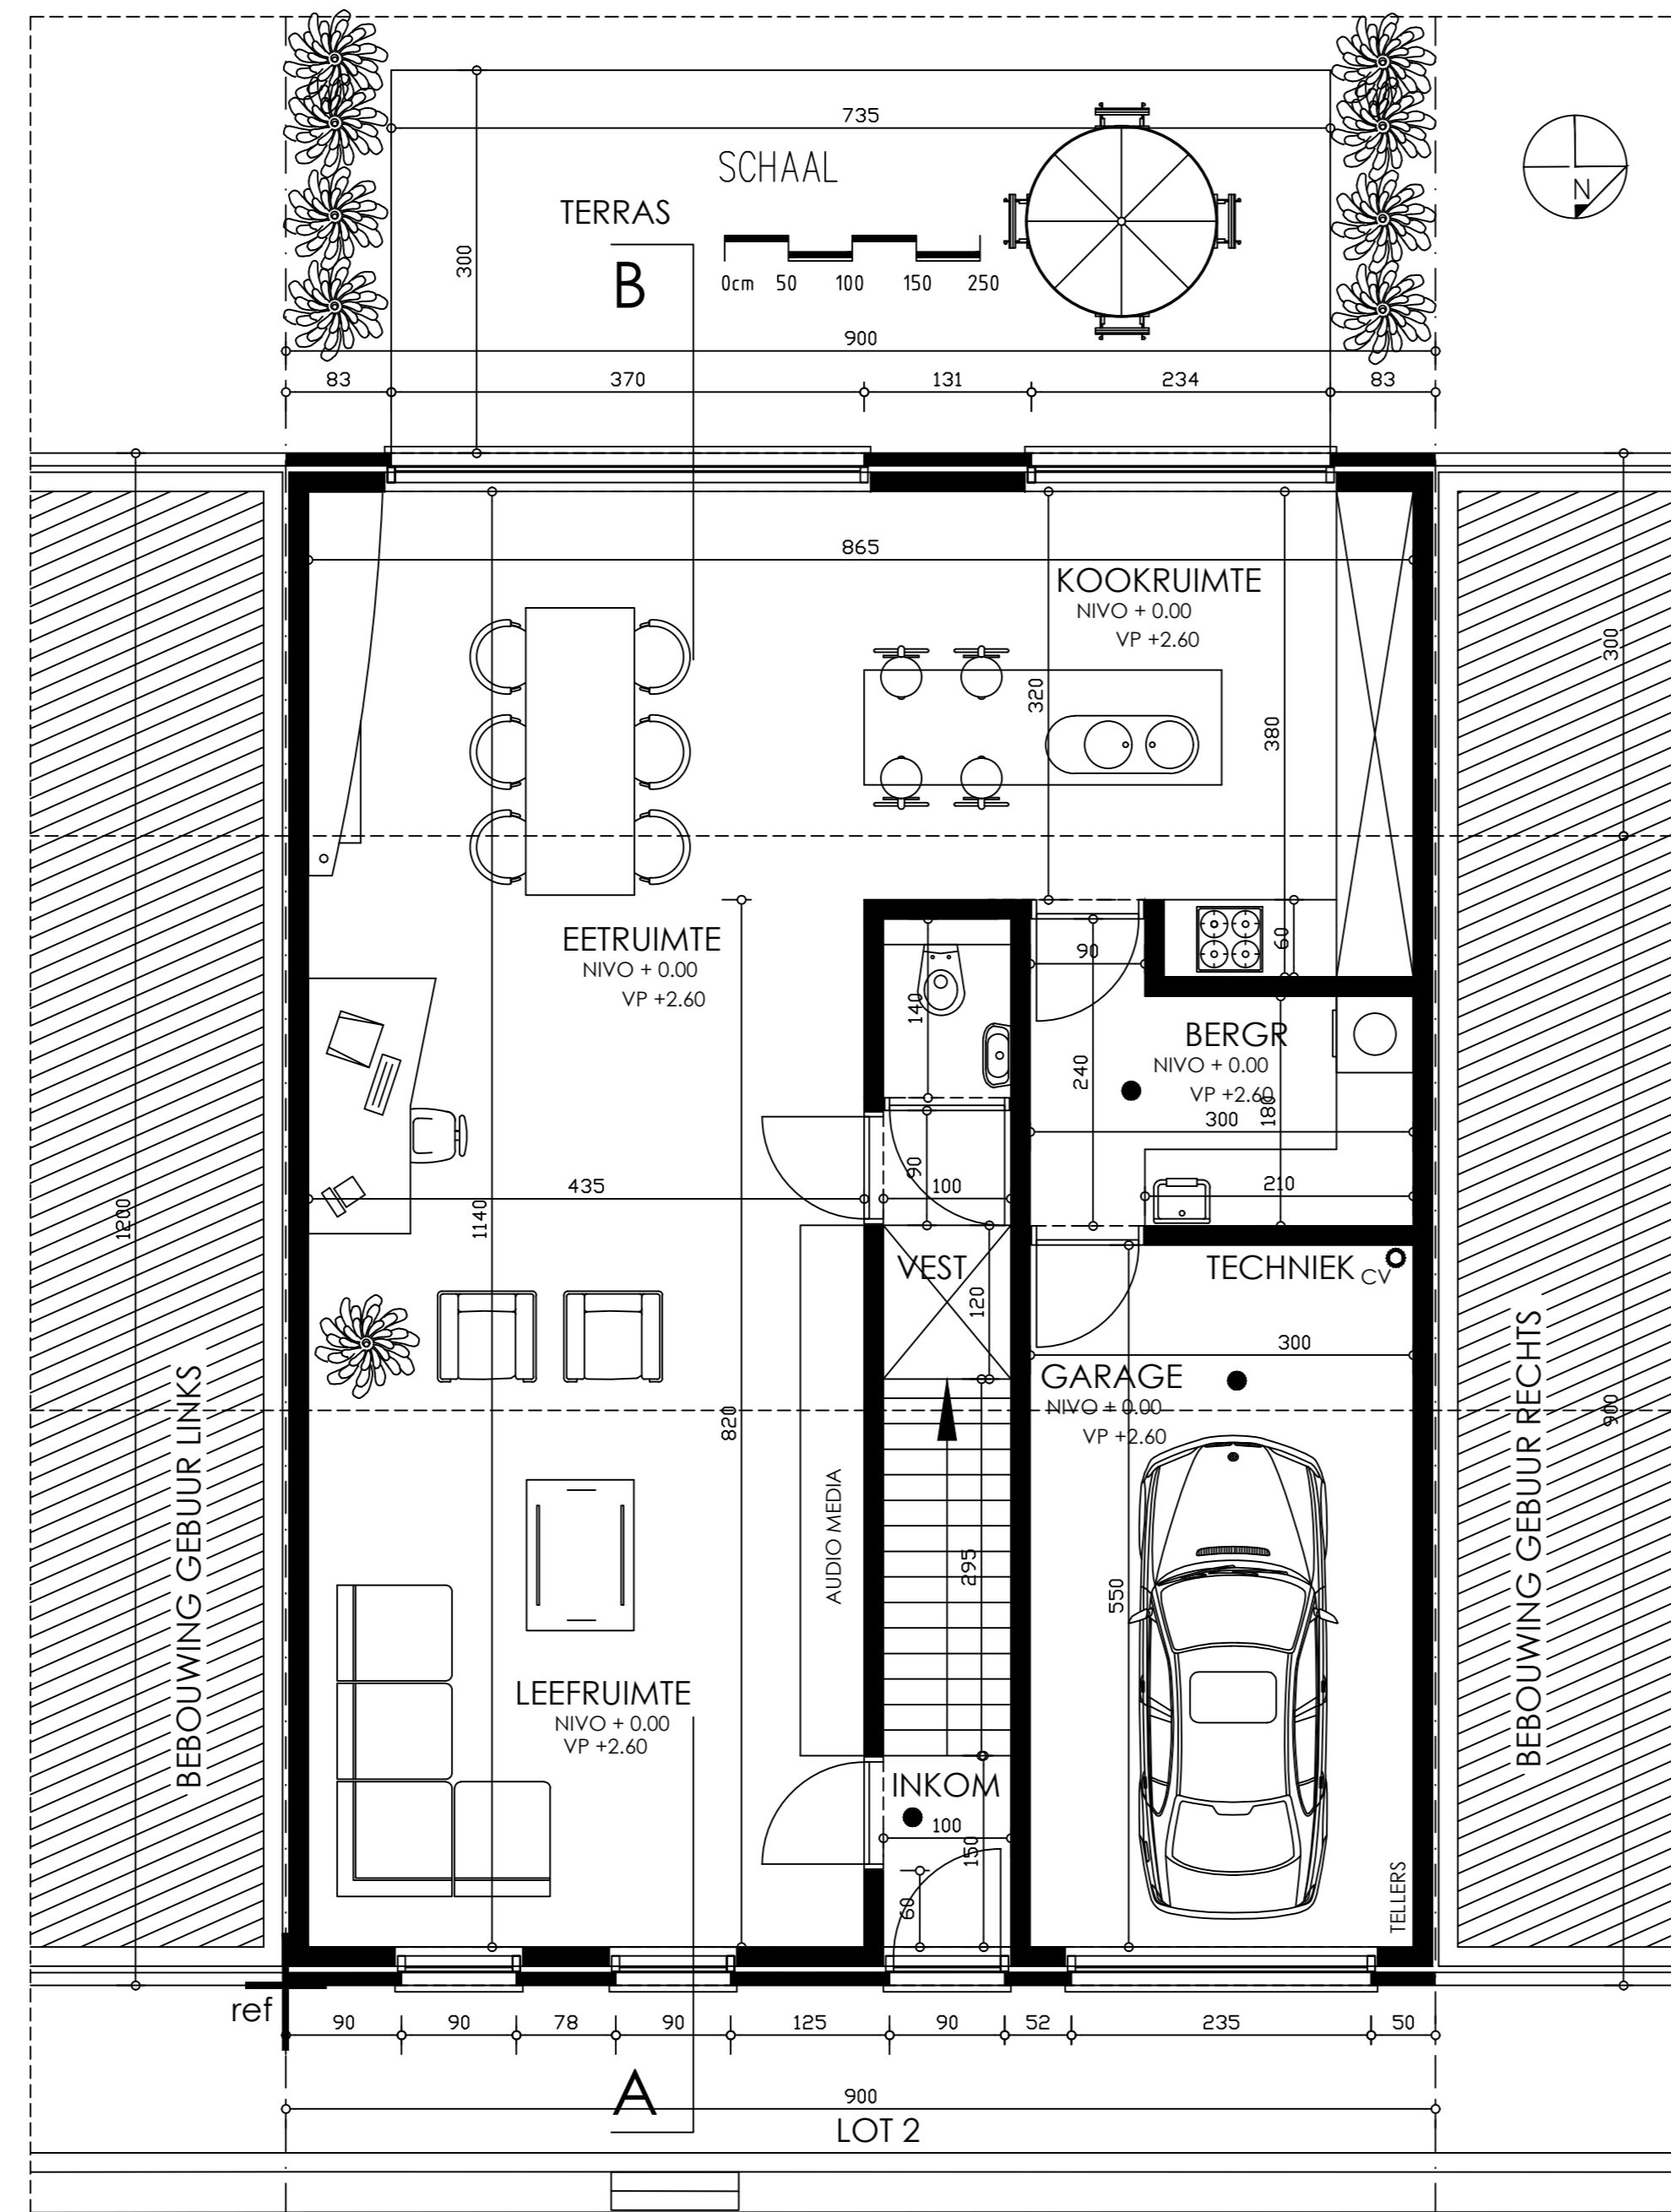 735
SCHAAL
TERRAS
B
300
0cm 50 100 150 250
N
900
83 370 131 234 83
865
KOOKRUIMTE
NIVO + 0.00
VP +2.60
300
320
380
EETRUIMTE
NIVO + 0.00
VP +2.60
90
60
140
BERGR
NIVO + 0.00
VP +2.60
240
180
300
90
100
435
210
1200
1140
VEST
TECHNIEK CV
120
300
GARAGE
NIVO + 0.00
VP +2.60
820
900
BEBOUWING GEBUUR LINKS
BEBOUWING GEBUUR RECHTS
AUDIO MEDIA
295
550
LEEFRUIMTE
NIVO + 0.00
VP +2.60
INKOM
100
150
60
TELLERS
ref
90 90 78 90 125 90 52 235 50
A
900
LOT 2